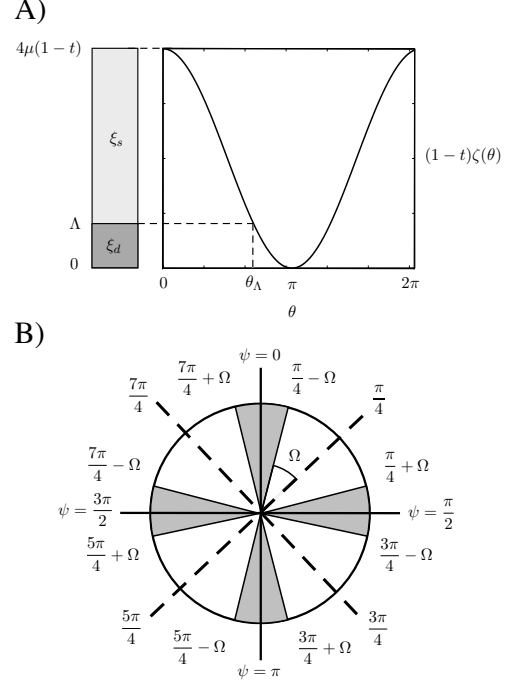 A)
4μ(1−t)
ξ_s
Λ
ξ_d
0
(1−t)ζ(θ)
0 θ_Λ π 2π
θ
B)
ψ = 0
7π/4 + Ω π/4 − Ω
7π/4 π/4
Ω
7π/4 − Ω π/4 + Ω
ψ = 3π/2 ψ = π/2
5π/4 + Ω 3π/4 − Ω
5π/4 3π/4
5π/4 − Ω 3π/4 + Ω
ψ = π